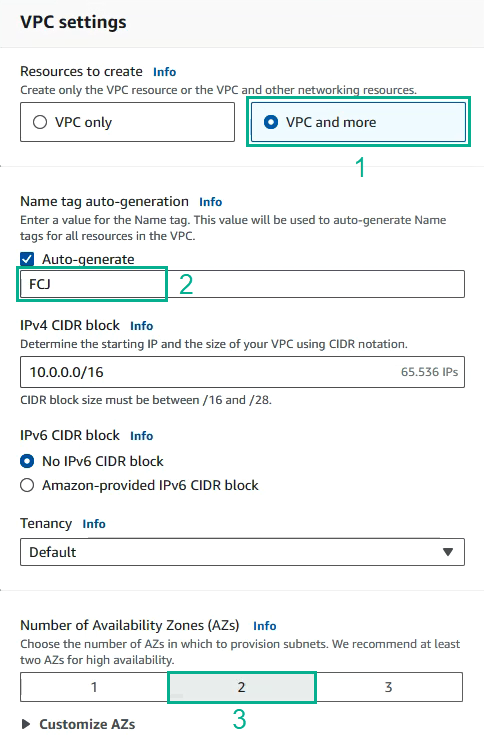 VPC settings
Resources to create Info
Create only the VPC resource or the VPC and other networking resources.
VPC only
VPC and more
1
Name tag auto-generation Info
Enter a value for the Name tag. This value will be used to auto-generate Name
tags for all resources in the VPC.
Auto-generate
FCJ
2
IPv4 CIDR block Info
Determine the starting IP and the size of your VPC using CIDR notation.
10.0.0.0/16 65.536 IPs
CIDR block size must be between /16 and /28.
IPv6 CIDR block Info
No IPv6 CIDR block
Amazon-provided IPv6 CIDR block
Tenancy Info
Default
Number of Availability Zones (AZs) Info
Choose the number of AZs in which to provision subnets. We recommend at least
two AZs for high availability.
1 2 3
3
Customize AZs